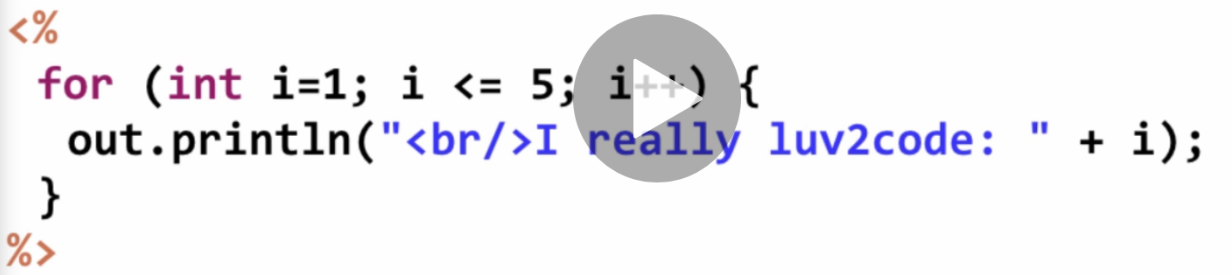 <%
for (int i=1; i <= 5; i++) {
out.println("<br/>I really luv2code: " + i);
}
%>